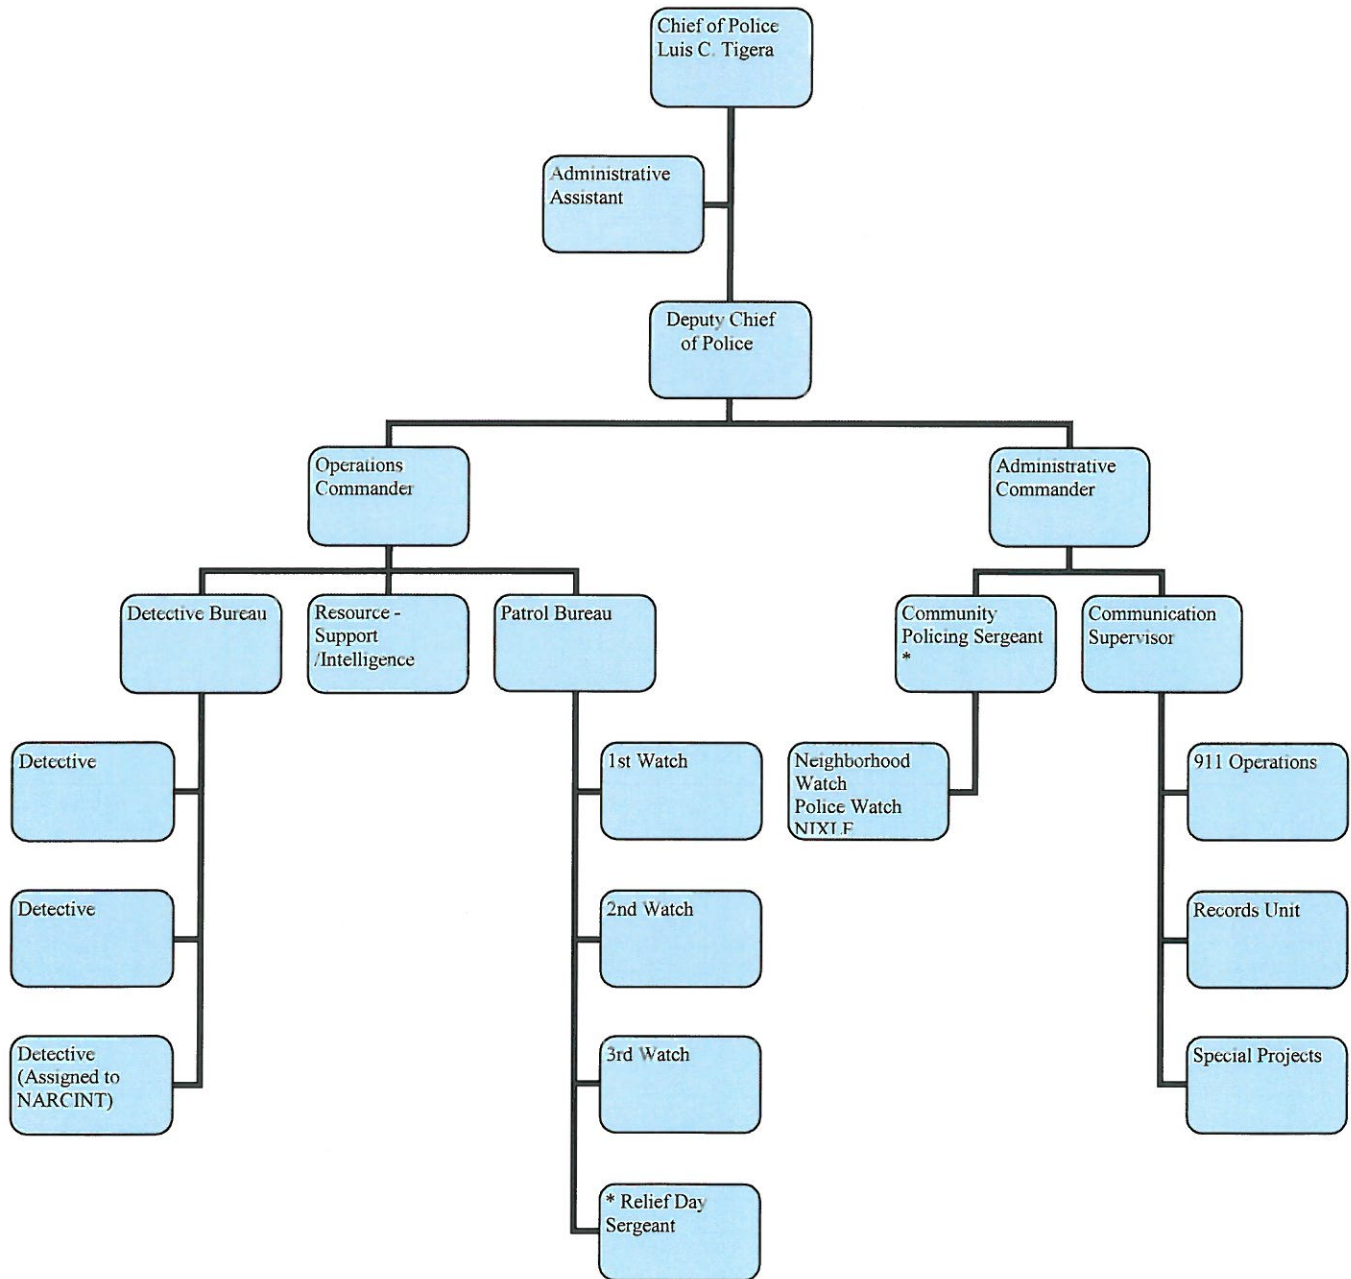 Chief of Police
Luis C. Tigera
Administrative
Assistant
Deputy Chief
of Police
Operations
Commander
Administrative
Commander
Detective Bureau
Resource -
Support
/Intelligence
Patrol Bureau
Community
Policing Sergeant
*
Communication
Supervisor
Detective
1st Watch
Neighborhood
Watch
Police Watch
NIXLE
911 Operations
Detective
2nd Watch
Records Unit
Detective
(Assigned to
NARCINT)
3rd Watch
Special Projects
* Relief Day
Sergeant